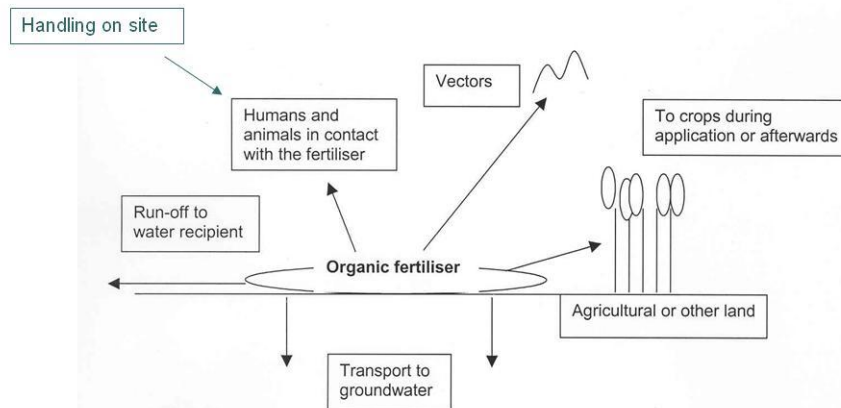 Handling on site
Vectors
Humans and
animals in contact
with the fertiliser
To crops during
application or afterwards
Run-off to
water recipient
Organic fertiliser
Agricultural or other land
Transport to
groundwater